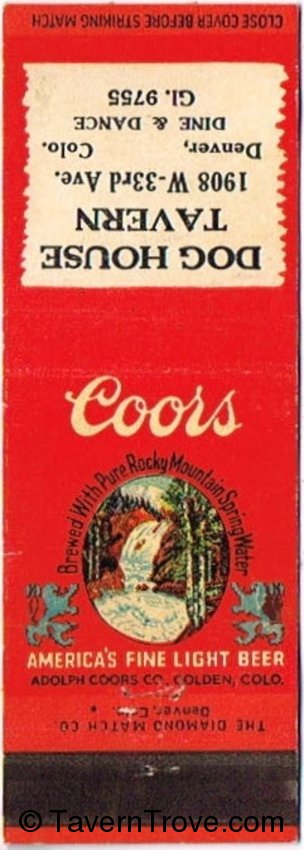 CLOSE COVER BEFORE STRIKING MATCH
DOG HOUSE
TAVERN
1908 W-33rd Ave.
Denver, Colo.
DINE & DANCE
Gl. 9755
Coors
Brewed With Pure Rocky Mountain Spring Water
AMERICA'S FINE LIGHT BEER
ADOLPH COORS CO., GOLDEN, COLO.
THE DIAMOND MATCH CO.
Denver,
© TavernTrove.com